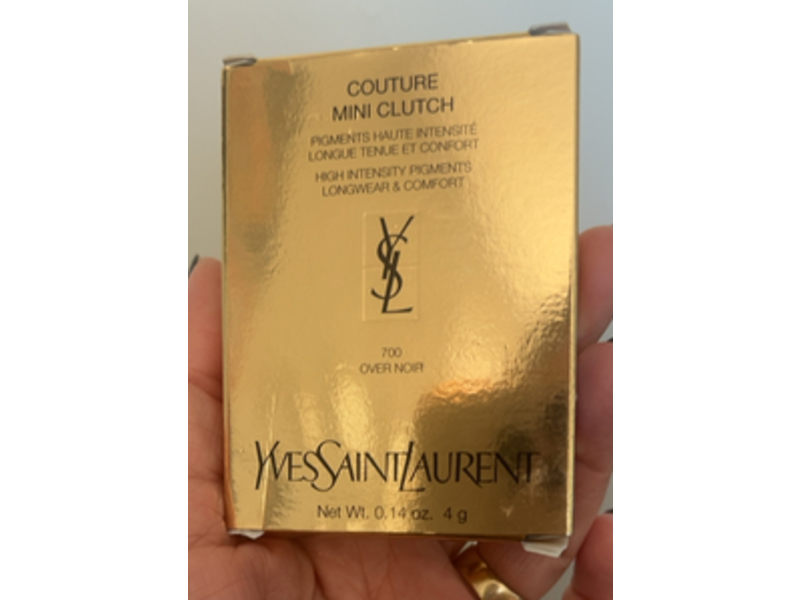 COUTURE
MINI CLUTCH
PIGMENTS HAUTE INTENSITÉ
LONGUE TENUE ET CONFORT
HIGH INTENSITY PIGMENTS
LONGWEAR & COMFORT
YSL
700
OVER NOIR
YVESSAINTLAURENT
Net Wt. 0.14 oz. 4 g